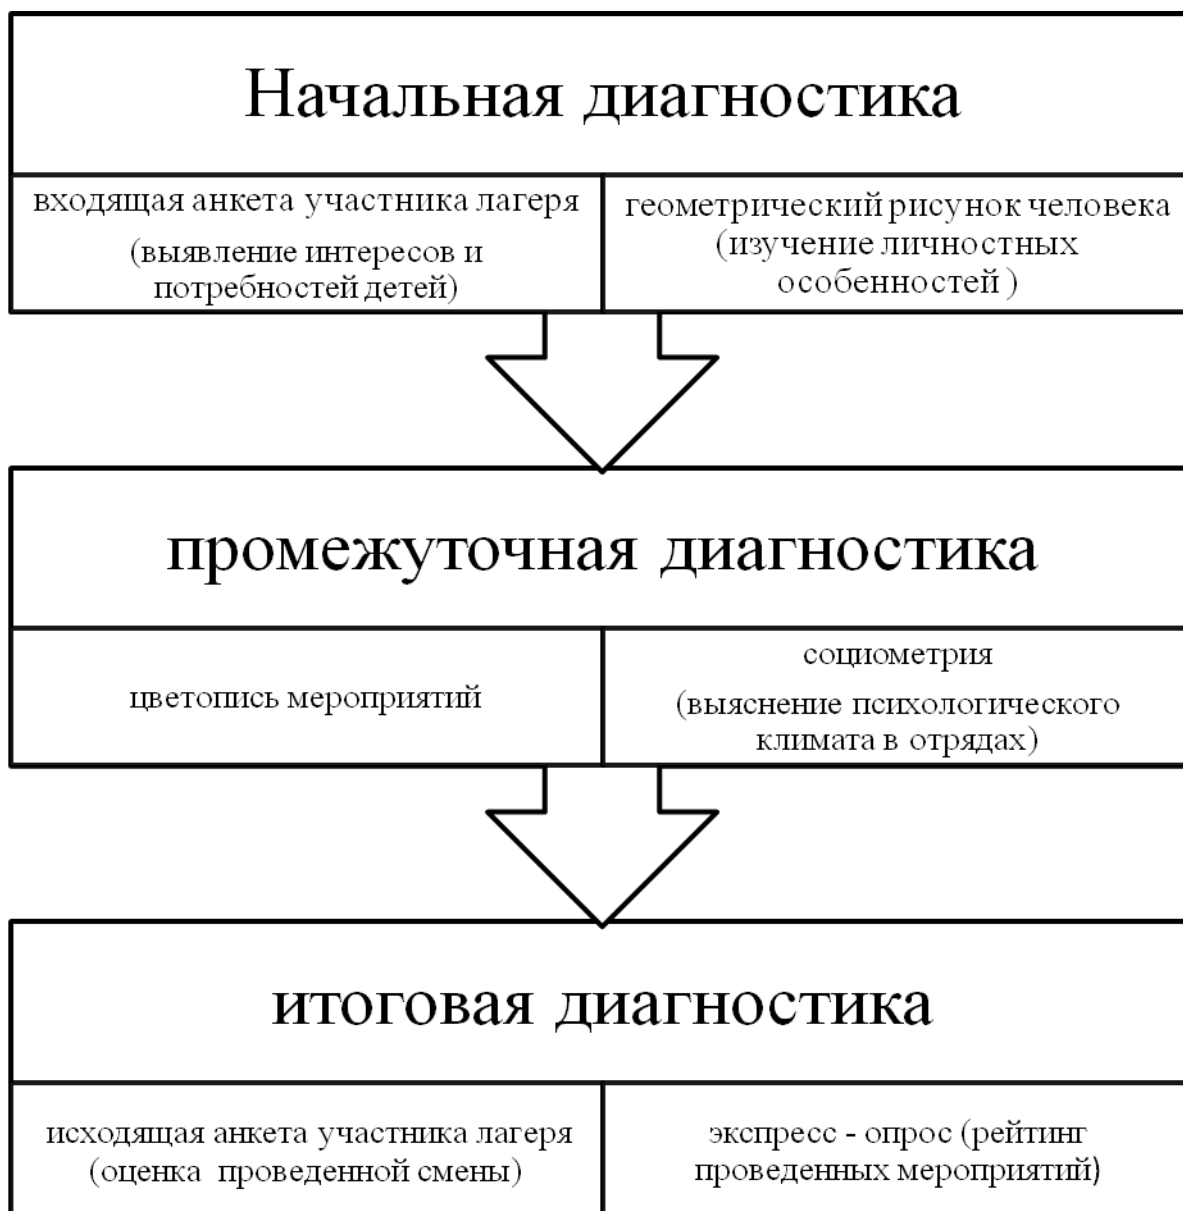 Начальная диагностика
входящая анкета участника лагеря
(выявление интересов и
потребностей детей)
геометрический рисунок человека
(изучение личностных
особенностей )
промежуточная диагностика
цветопись мероприятий
социометрия
(выяснение психологического
климата в отрядах)
итоговая диагностика
исходящая анкета участника лагеря
(оценка проведенной смены)
экспресс - опрос (рейтинг
проведенных мероприятий)